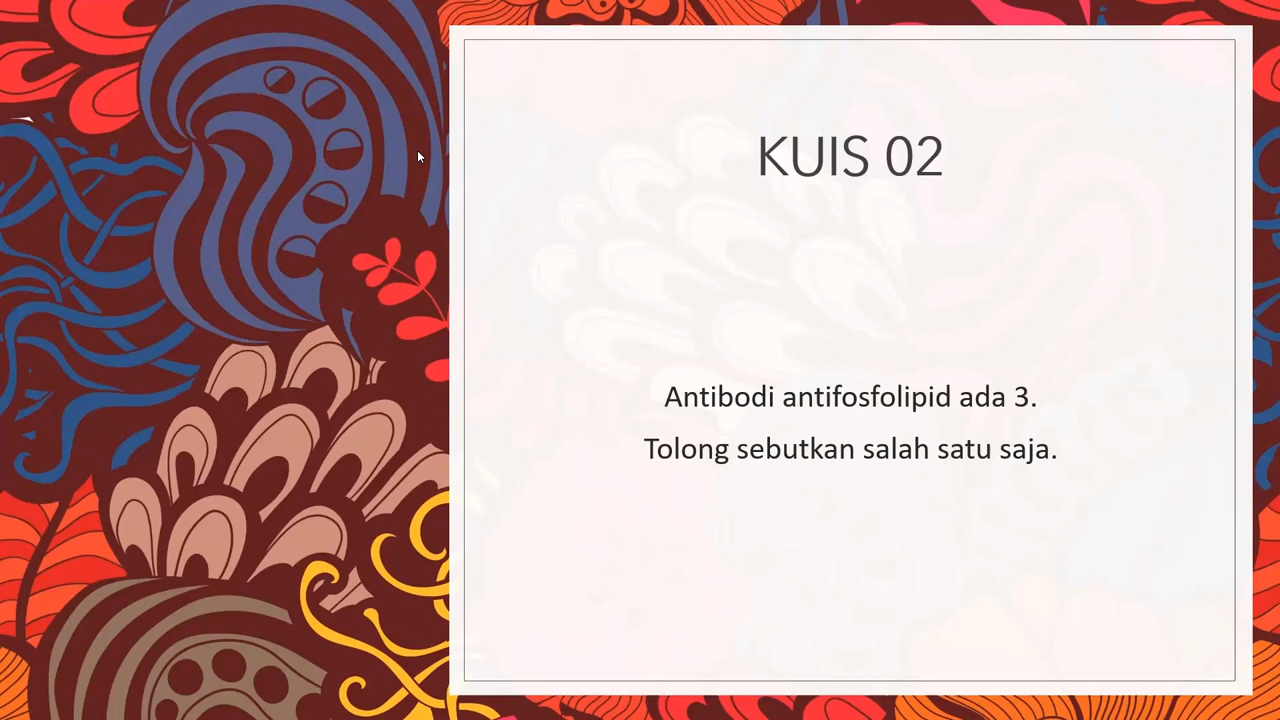 KUIS 02
Antibodi antifosfolipid ada 3.
Tolong sebutkan salah satu saja.